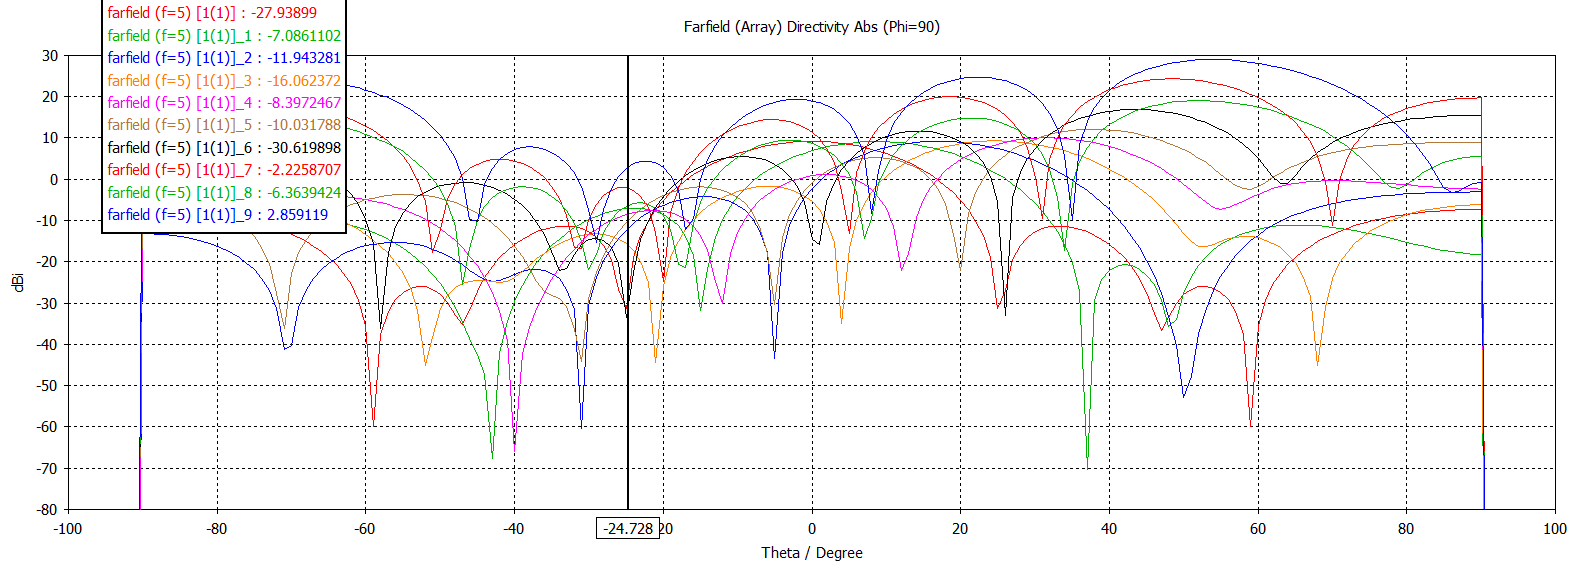 farfield (f=5) [1(1)] : -27.93899
farfield (f=5) [1(1)]_1 : -7.0861102
farfield (f=5) [1(1)]_2 : -11.943281
farfield (f=5) [1(1)]_3 : -16.062372
farfield (f=5) [1(1)]_4 : -8.3972467
farfield (f=5) [1(1)]_5 : -10.031788
farfield (f=5) [1(1)]_6 : -30.619898
farfield (f=5) [1(1)]_7 : -2.2258707
farfield (f=5) [1(1)]_8 : -6.3639424
farfield (f=5) [1(1)]_9 : 2.859119
Farfield (Array) Directivity Abs (Phi=90)
30
20
10
0
-10
-20
-30
-40
-50
-60
-70
-80
dBi
-100 -80 -60 -40 -24.728 20 0 20 40 60 80 100
Theta / Degree